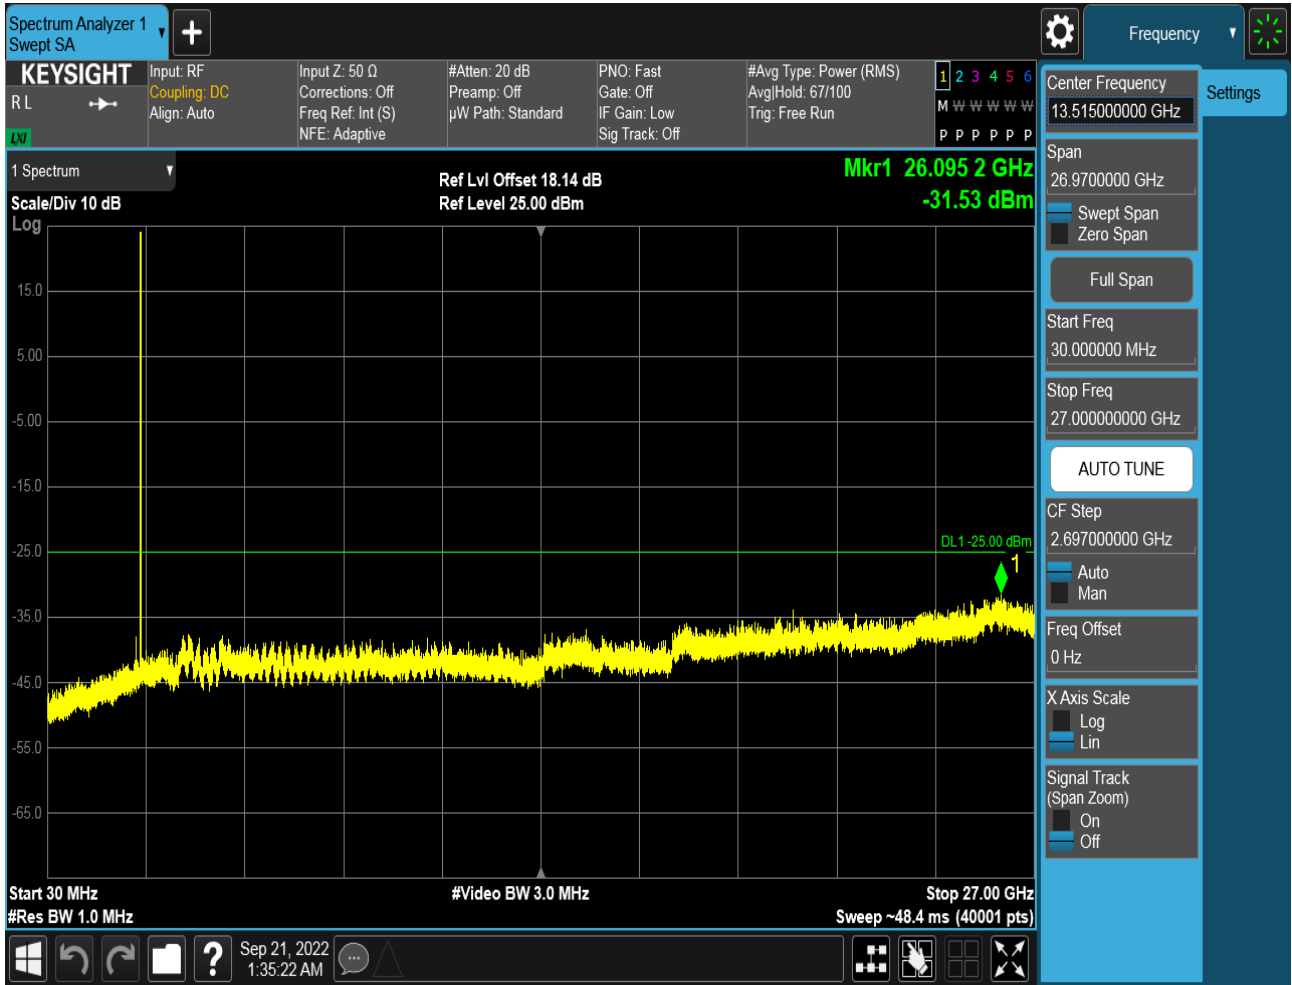 Spectrum Analyzer 1
Swept SA
Frequency
KEYSIGHT
R L
LXI
Input: RF
Coupling: DC
Align: Auto
Input Z: 50 Ω
Corrections: Off
Freq Ref: Int (S)
NFE: Adaptive
#Atten: 20 dB
Preamp: Off
µW Path: Standard
PNO: Fast
Gate: Off
IF Gain: Low
Sig Track: Off
#Avg Type: Power (RMS)
Avg|Hold: 67/100
Trig: Free Run
1 2 3 4 5 6
M W W W W W
P P P P P P
1 Spectrum
Scale/Div 10 dB
Log
Ref Lvl Offset 18.14 dB
Ref Level 25.00 dBm
Mkr1 26.095 2 GHz
-31.53 dBm
15.0
5.00
-5.00
-15.0
-25.0
-35.0
-45.0
-55.0
-65.0
DL1 -25.00 dBm
1
Start 30 MHz
#Res BW 1.0 MHz
#Video BW 3.0 MHz
Stop 27.00 GHz
Sweep ~48.4 ms (40001 pts)
Center Frequency
13.515000000 GHz
Settings
Span
26.9700000 GHz
Swept Span
Zero Span
Full Span
Start Freq
30.000000 MHz
Stop Freq
27.000000000 GHz
AUTO TUNE
CF Step
2.697000000 GHz
Auto
Man
Freq Offset
0 Hz
X Axis Scale
Log
Lin
Signal Track
(Span Zoom)
On
Off
?
Sep 21, 2022
1:35:22 AM